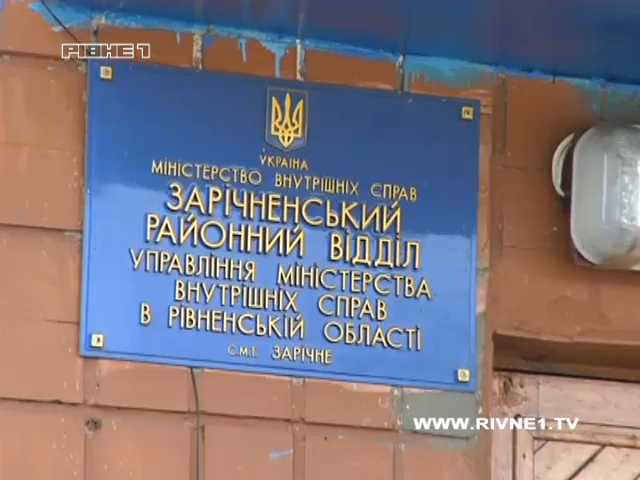 РІВНЕ 1
УКРАЇНА
МІНІСТЕРСТВО ВНУТРІШНІХ СПРАВ
ЗАРІЧНЕНСЬКИЙ
РАЙОННИЙ ВІДДІЛ
УПРАВЛІННЯ МІНІСТЕРСТВА
ВНУТРІШНІХ СПРАВ
В РІВНЕНСЬКІЙ ОБЛАСТІ
С.М.Т. ЗАРІЧНЕ
WWW.RIVNE1.TV